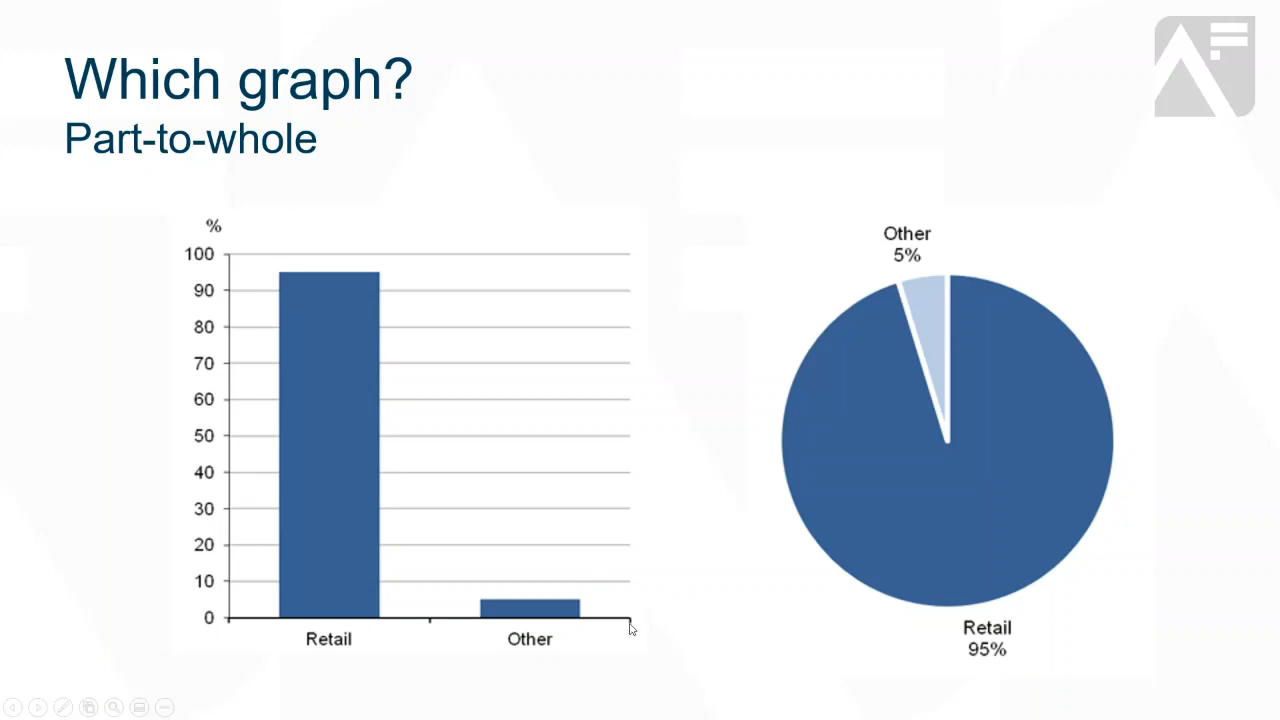 Which graph?
Part-to-whole
%
100
90
80
70
60
50
40
30
20
10
0
Retail
Other
Other
5%
Retail
95%